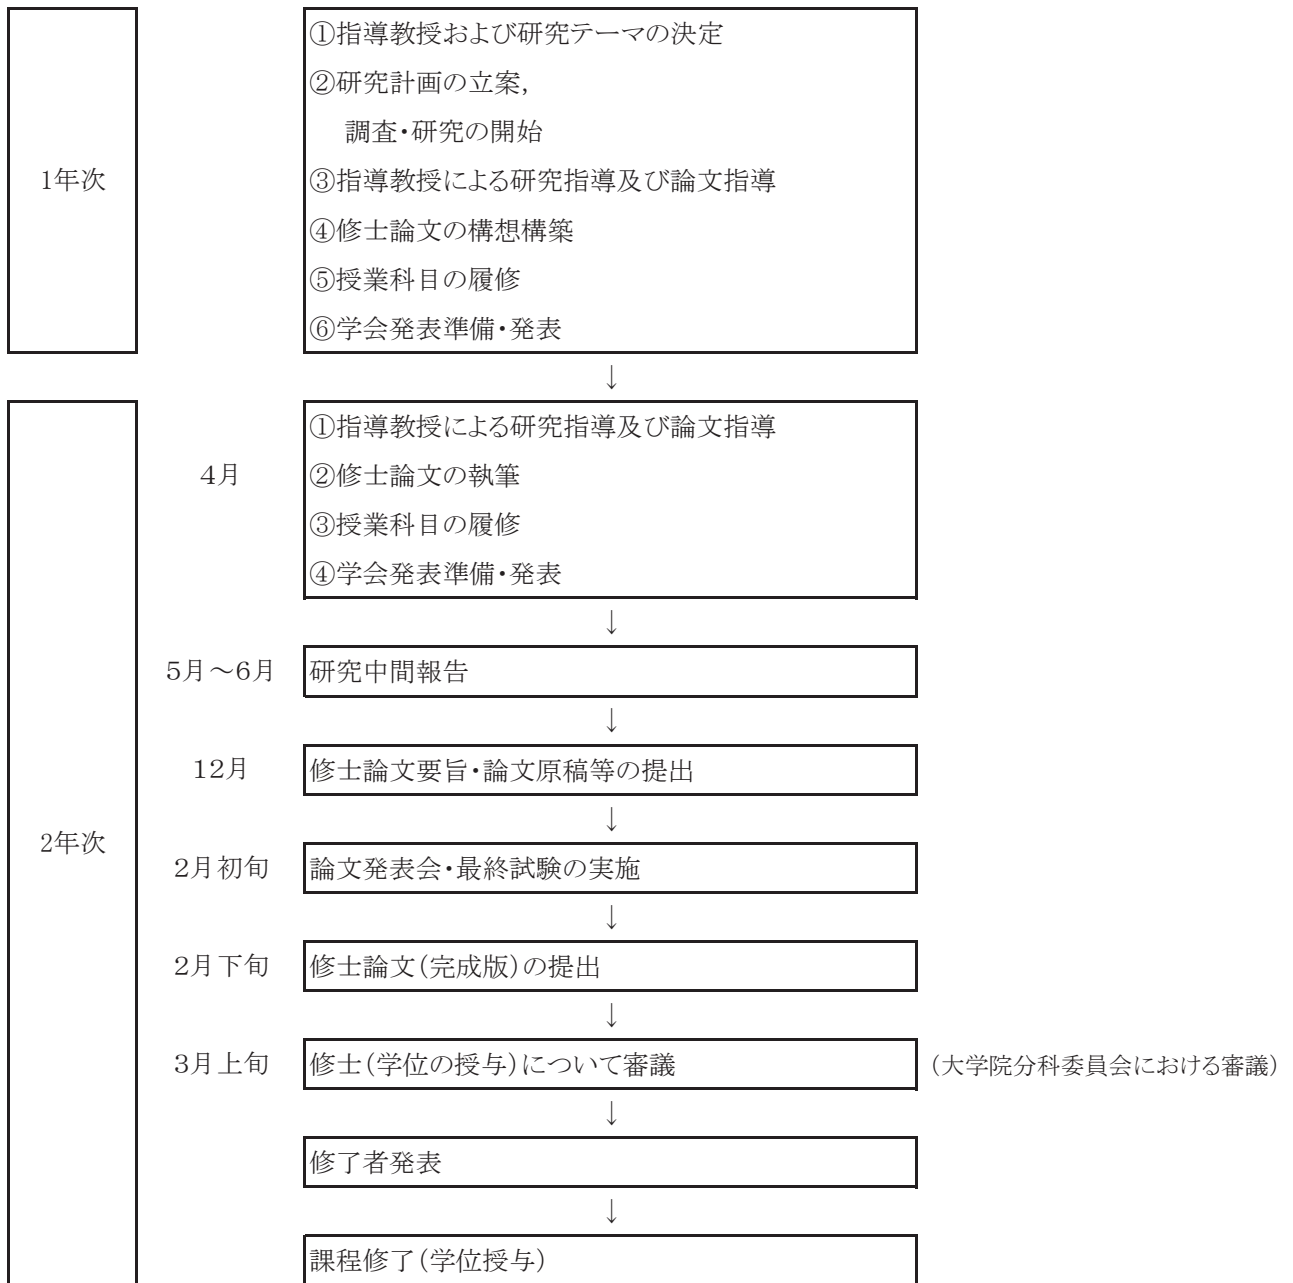 1年次
①指導教授および研究テーマの決定
②研究計画の立案,
調査・研究の開始
③指導教授による研究指導及び論文指導
④修士論文の構想構築
⑤授業科目の履修
⑥学会発表準備・発表
↓
2年次
4月
①指導教授による研究指導及び論文指導
②修士論文の執筆
③授業科目の履修
④学会発表準備・発表
↓
5月～6月 研究中間報告
↓
12月 修士論文要旨・論文原稿等の提出
↓
2月初旬 論文発表会・最終試験の実施
↓
2月下旬 修士論文(完成版)の提出
↓
3月上旬 修士(学位の授与)について審議 (大学院分科委員会における審議)
↓
修了者発表
↓
課程修了(学位授与)